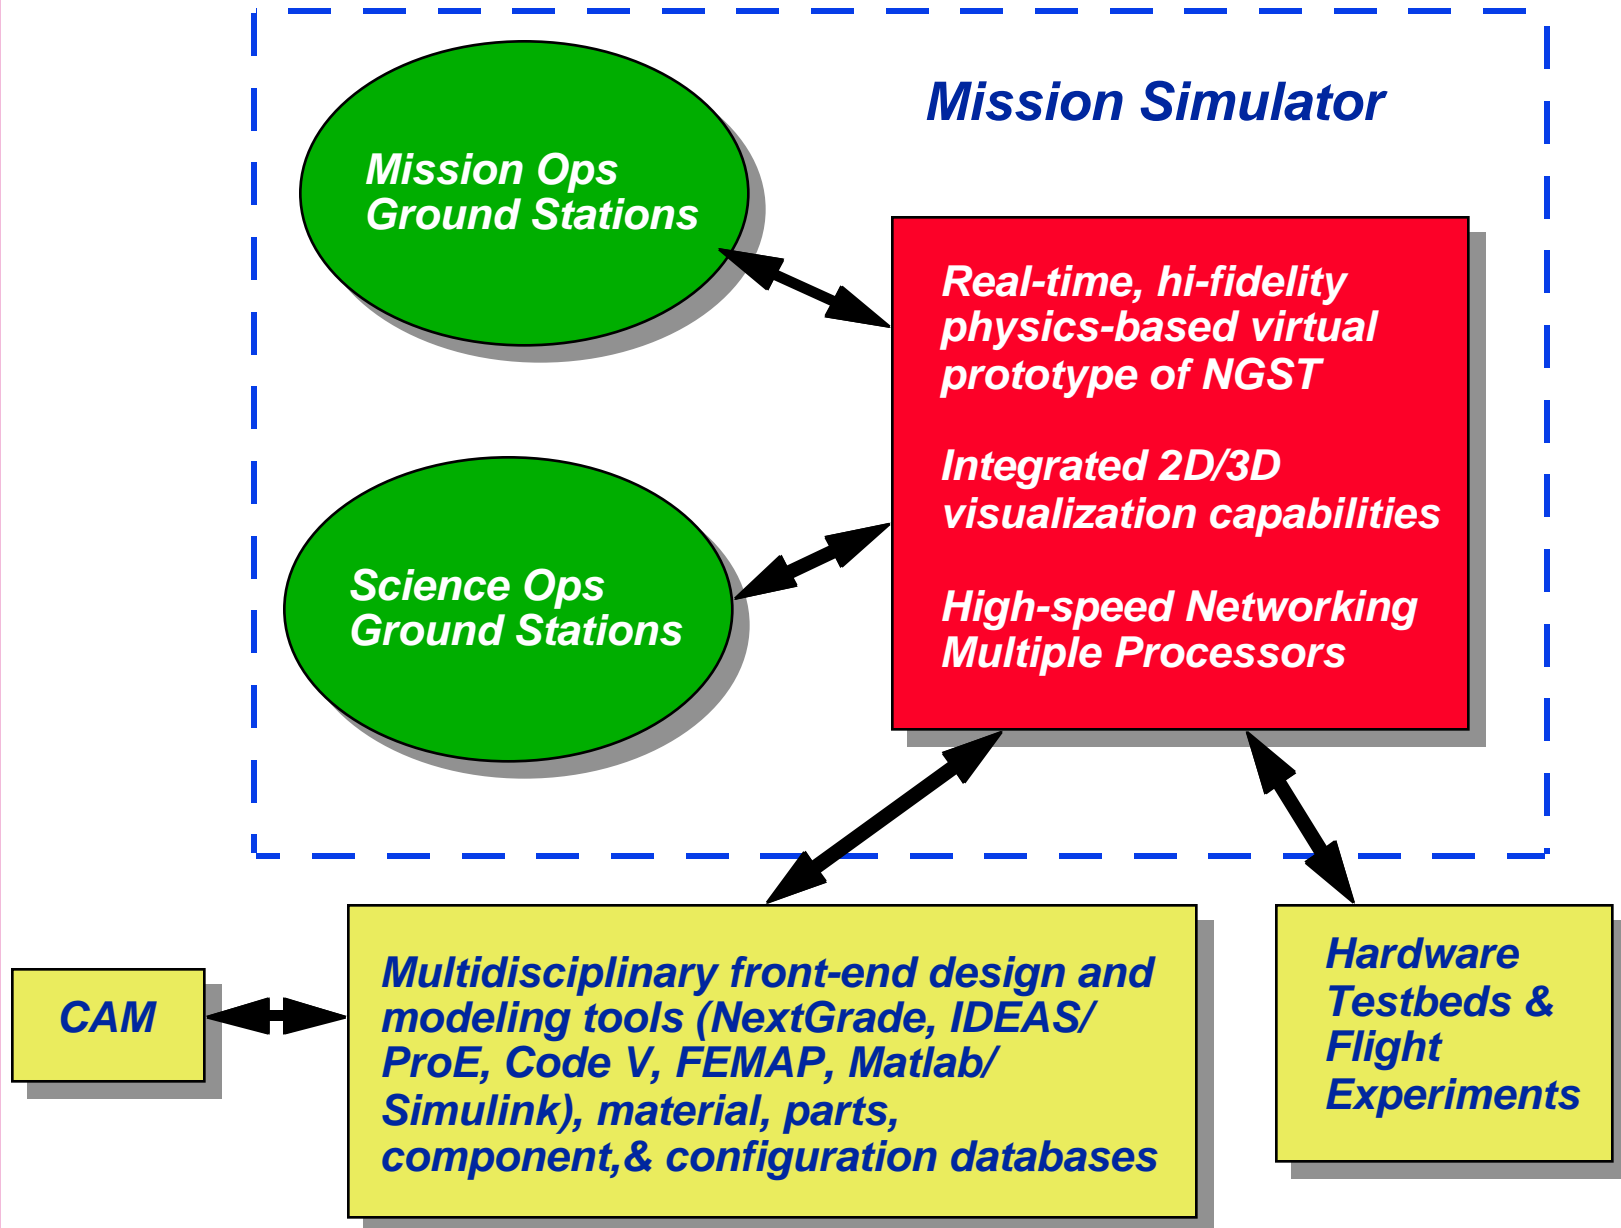 Mission Simulator
Mission Ops
Ground Stations
Real-time, hi-fidelity
physics-based virtual
prototype of NGST
Integrated 2D/3D
visualization capabilities
High-speed Networking
Multiple Processors
Science Ops
Ground Stations
CAM
Multidisciplinary front-end design and
modeling tools (NextGrade, IDEAS/
ProE, Code V, FEMAP, Matlab/
Simulink), material, parts,
component,& configuration databases
Hardware
Testbeds &
Flight
Experiments